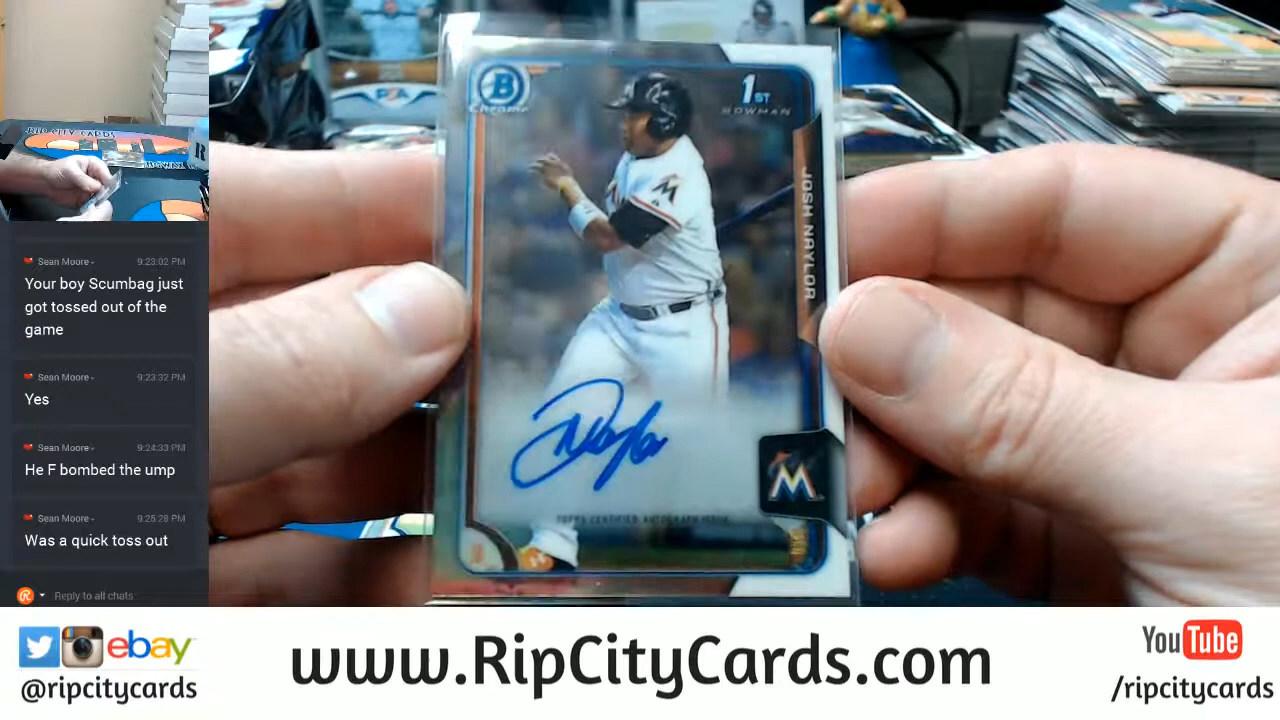 RIP CITY CARDS
R
Sean Moore
9:23:02 PM
Your boy Scumbag just
got tossed out of the
game
Sean Moore
9:23:32 PM
Yes
Sean Moore
9:24:33 PM
He F bombed the ump
Sean Moore
9:25:28 PM
Was a quick toss out
Reply to all chats
B
Chrome
1ST
BOWMAN
JOSH NAYLOR
M
TOPPS CERTIFIED AUTOGRAPH ISSUE
ebay
@ripcitycards
www.RipCityCards.com
YouTube
/ripcitycards